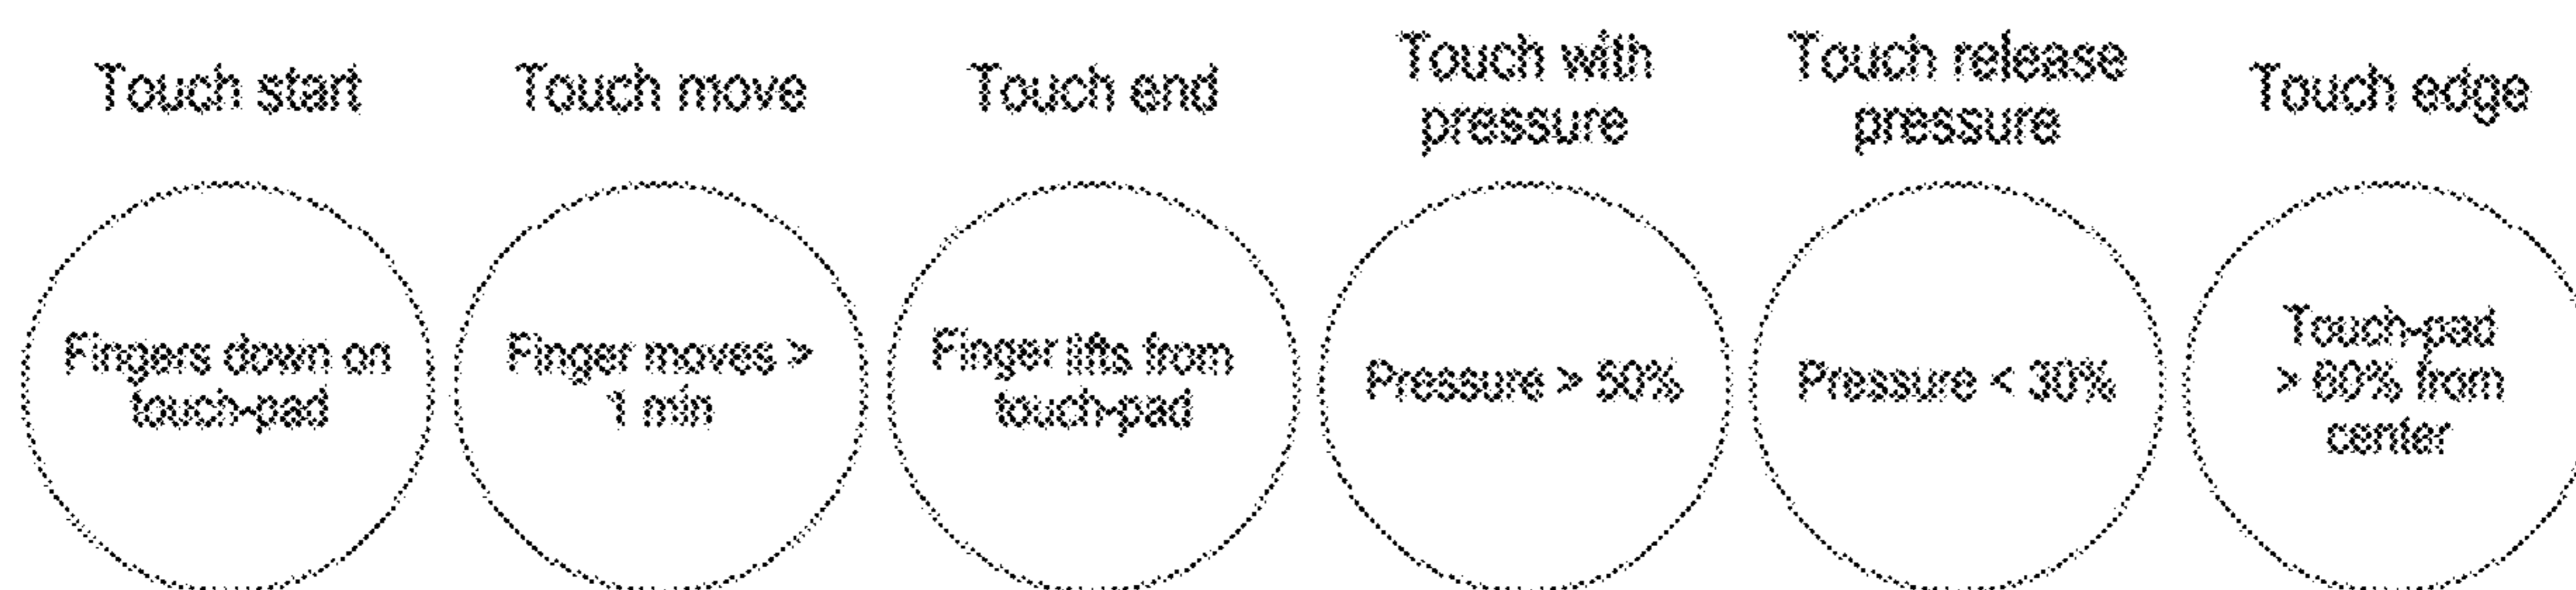 Touch start
Touch move
Touch end
Touch with
pressure
Touch release
pressure
Touch edge
Fingers down on
touch-pad
Finger moves >
1 min
Finger lifts from
touch-pad
Pressure > 50%
Pressure < 30%
Touch-pad
> 60% from
center